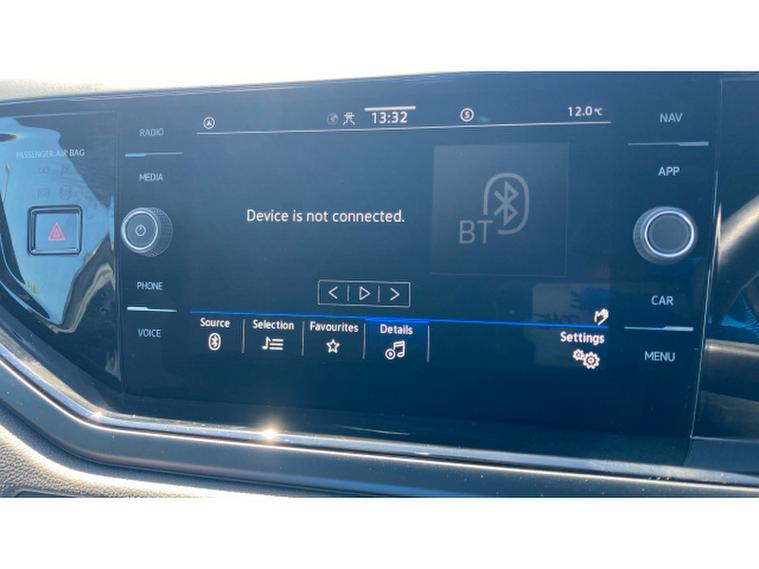 13:32
12.0°C
RADIO
NAV
PASSENGER AIR BAG
MEDIA
APP
Device is not connected.
BT
PHONE
CAR
VOICE
Source
Selection
Favourites
Details
Settings
MENU